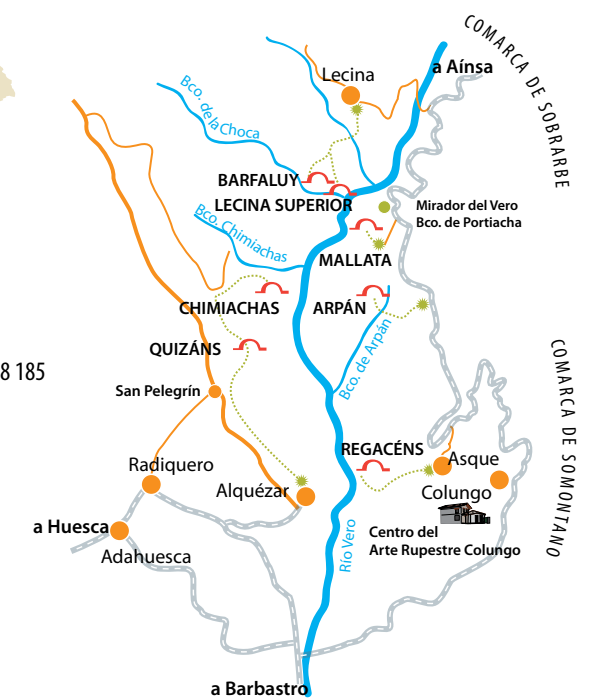 COMARCA DE SOBRARBE
a Aínsa
Lecina
Bco. de la Choca
BARFALUY
LECINA SUPERIOR
Mirador del Vero
Bco. de Portiacha
Bco. Chimiachas
MALLATA
CHIMIACHAS
ARPÁN
QUIZÁNS
Bco. de Arpán
8 185
COMARCA DE SOMONTANO
San Pelegrín
REGACÉNS
Asque
Radiquero
Alquézar
Colungo
a Huesca
Adahuesca
Río Vero
Centro del
Arte Rupestre Colungo
a Barbastro